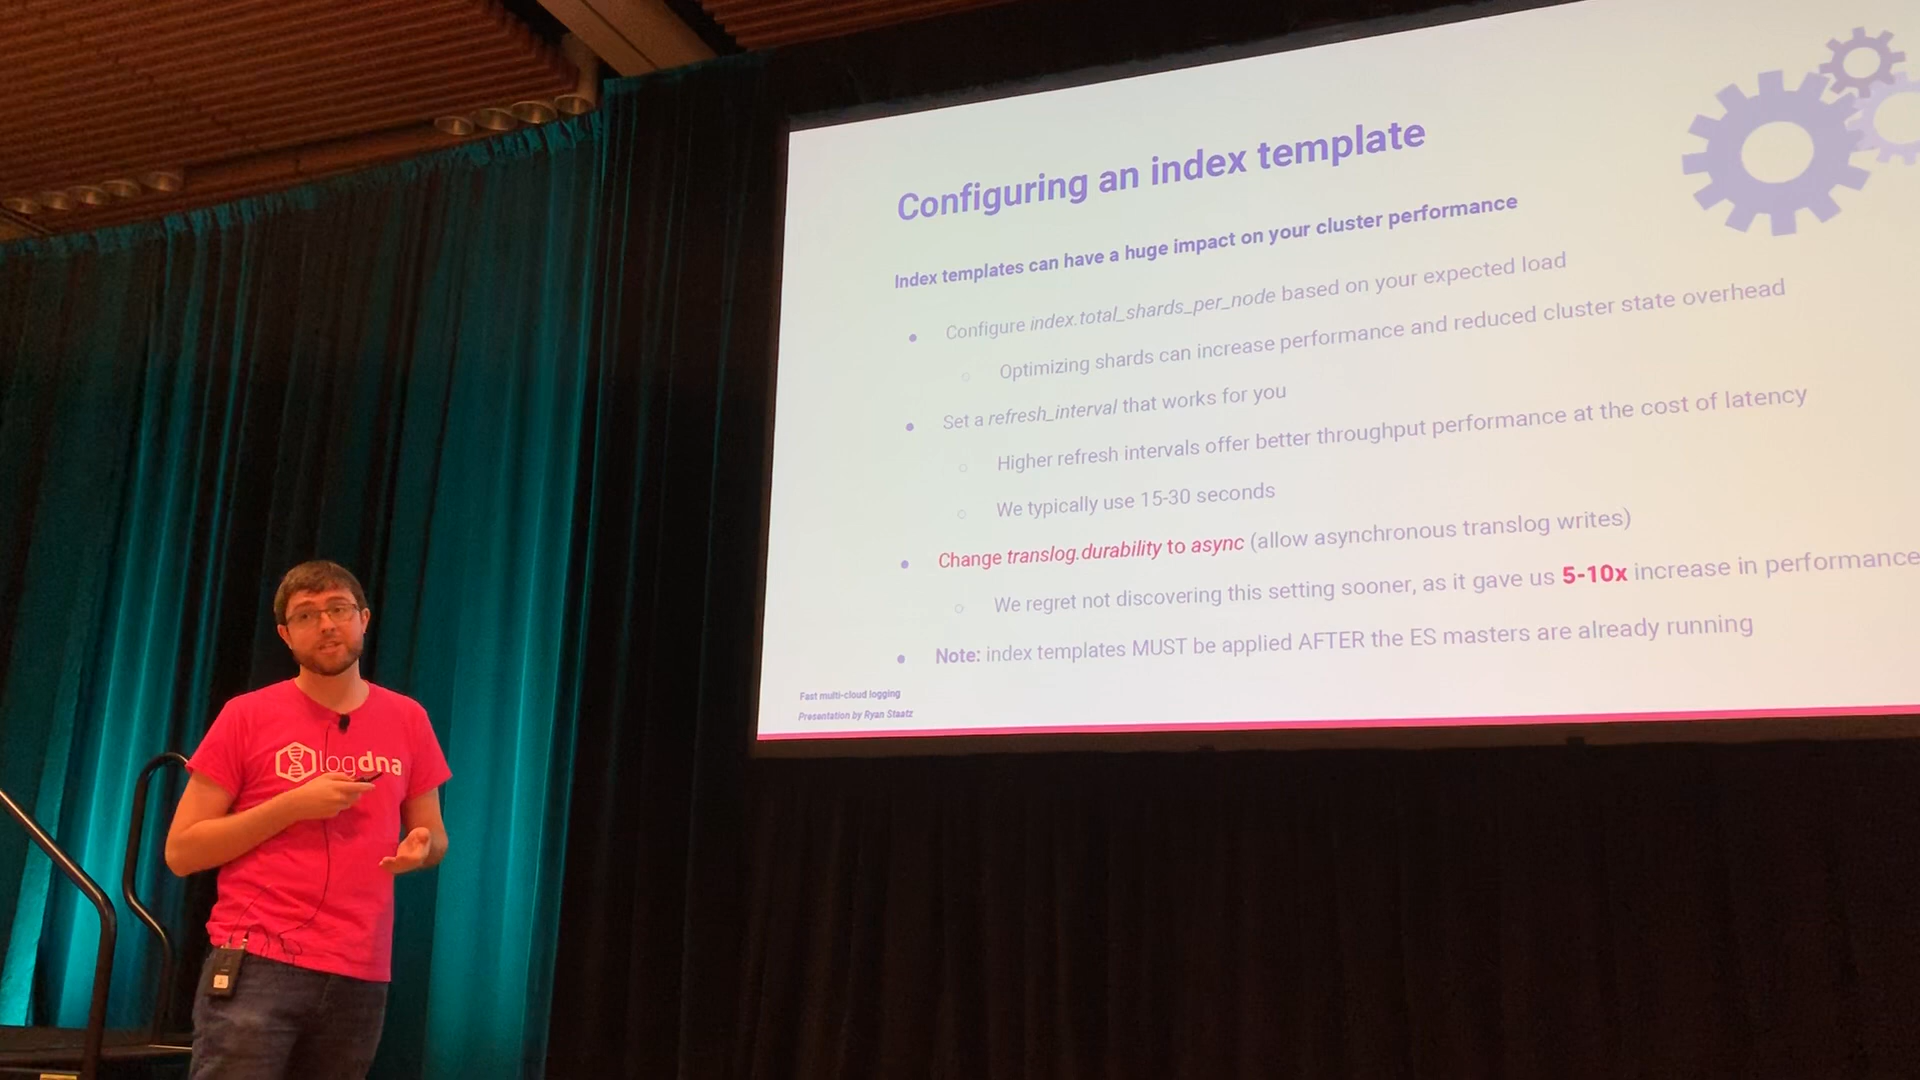 Configuring an index template
Index templates can have a huge impact on your cluster performance
Configure index.total_shards_per_node based on your expected load
Optimizing shards can increase performance and reduced cluster state overhead
Set a refresh_interval that works for you
Higher refresh intervals offer better throughput performance at the cost of latency
We typically use 15-30 seconds
Change translog.durability to async (allow asynchronous translog writes)
We regret not discovering this setting sooner, as it gave us 5-10x increase in performance
Note: index templates MUST be applied AFTER the ES masters are already running
Fast multi-cloud logging
Presentation by Ryan Staatz
logdna